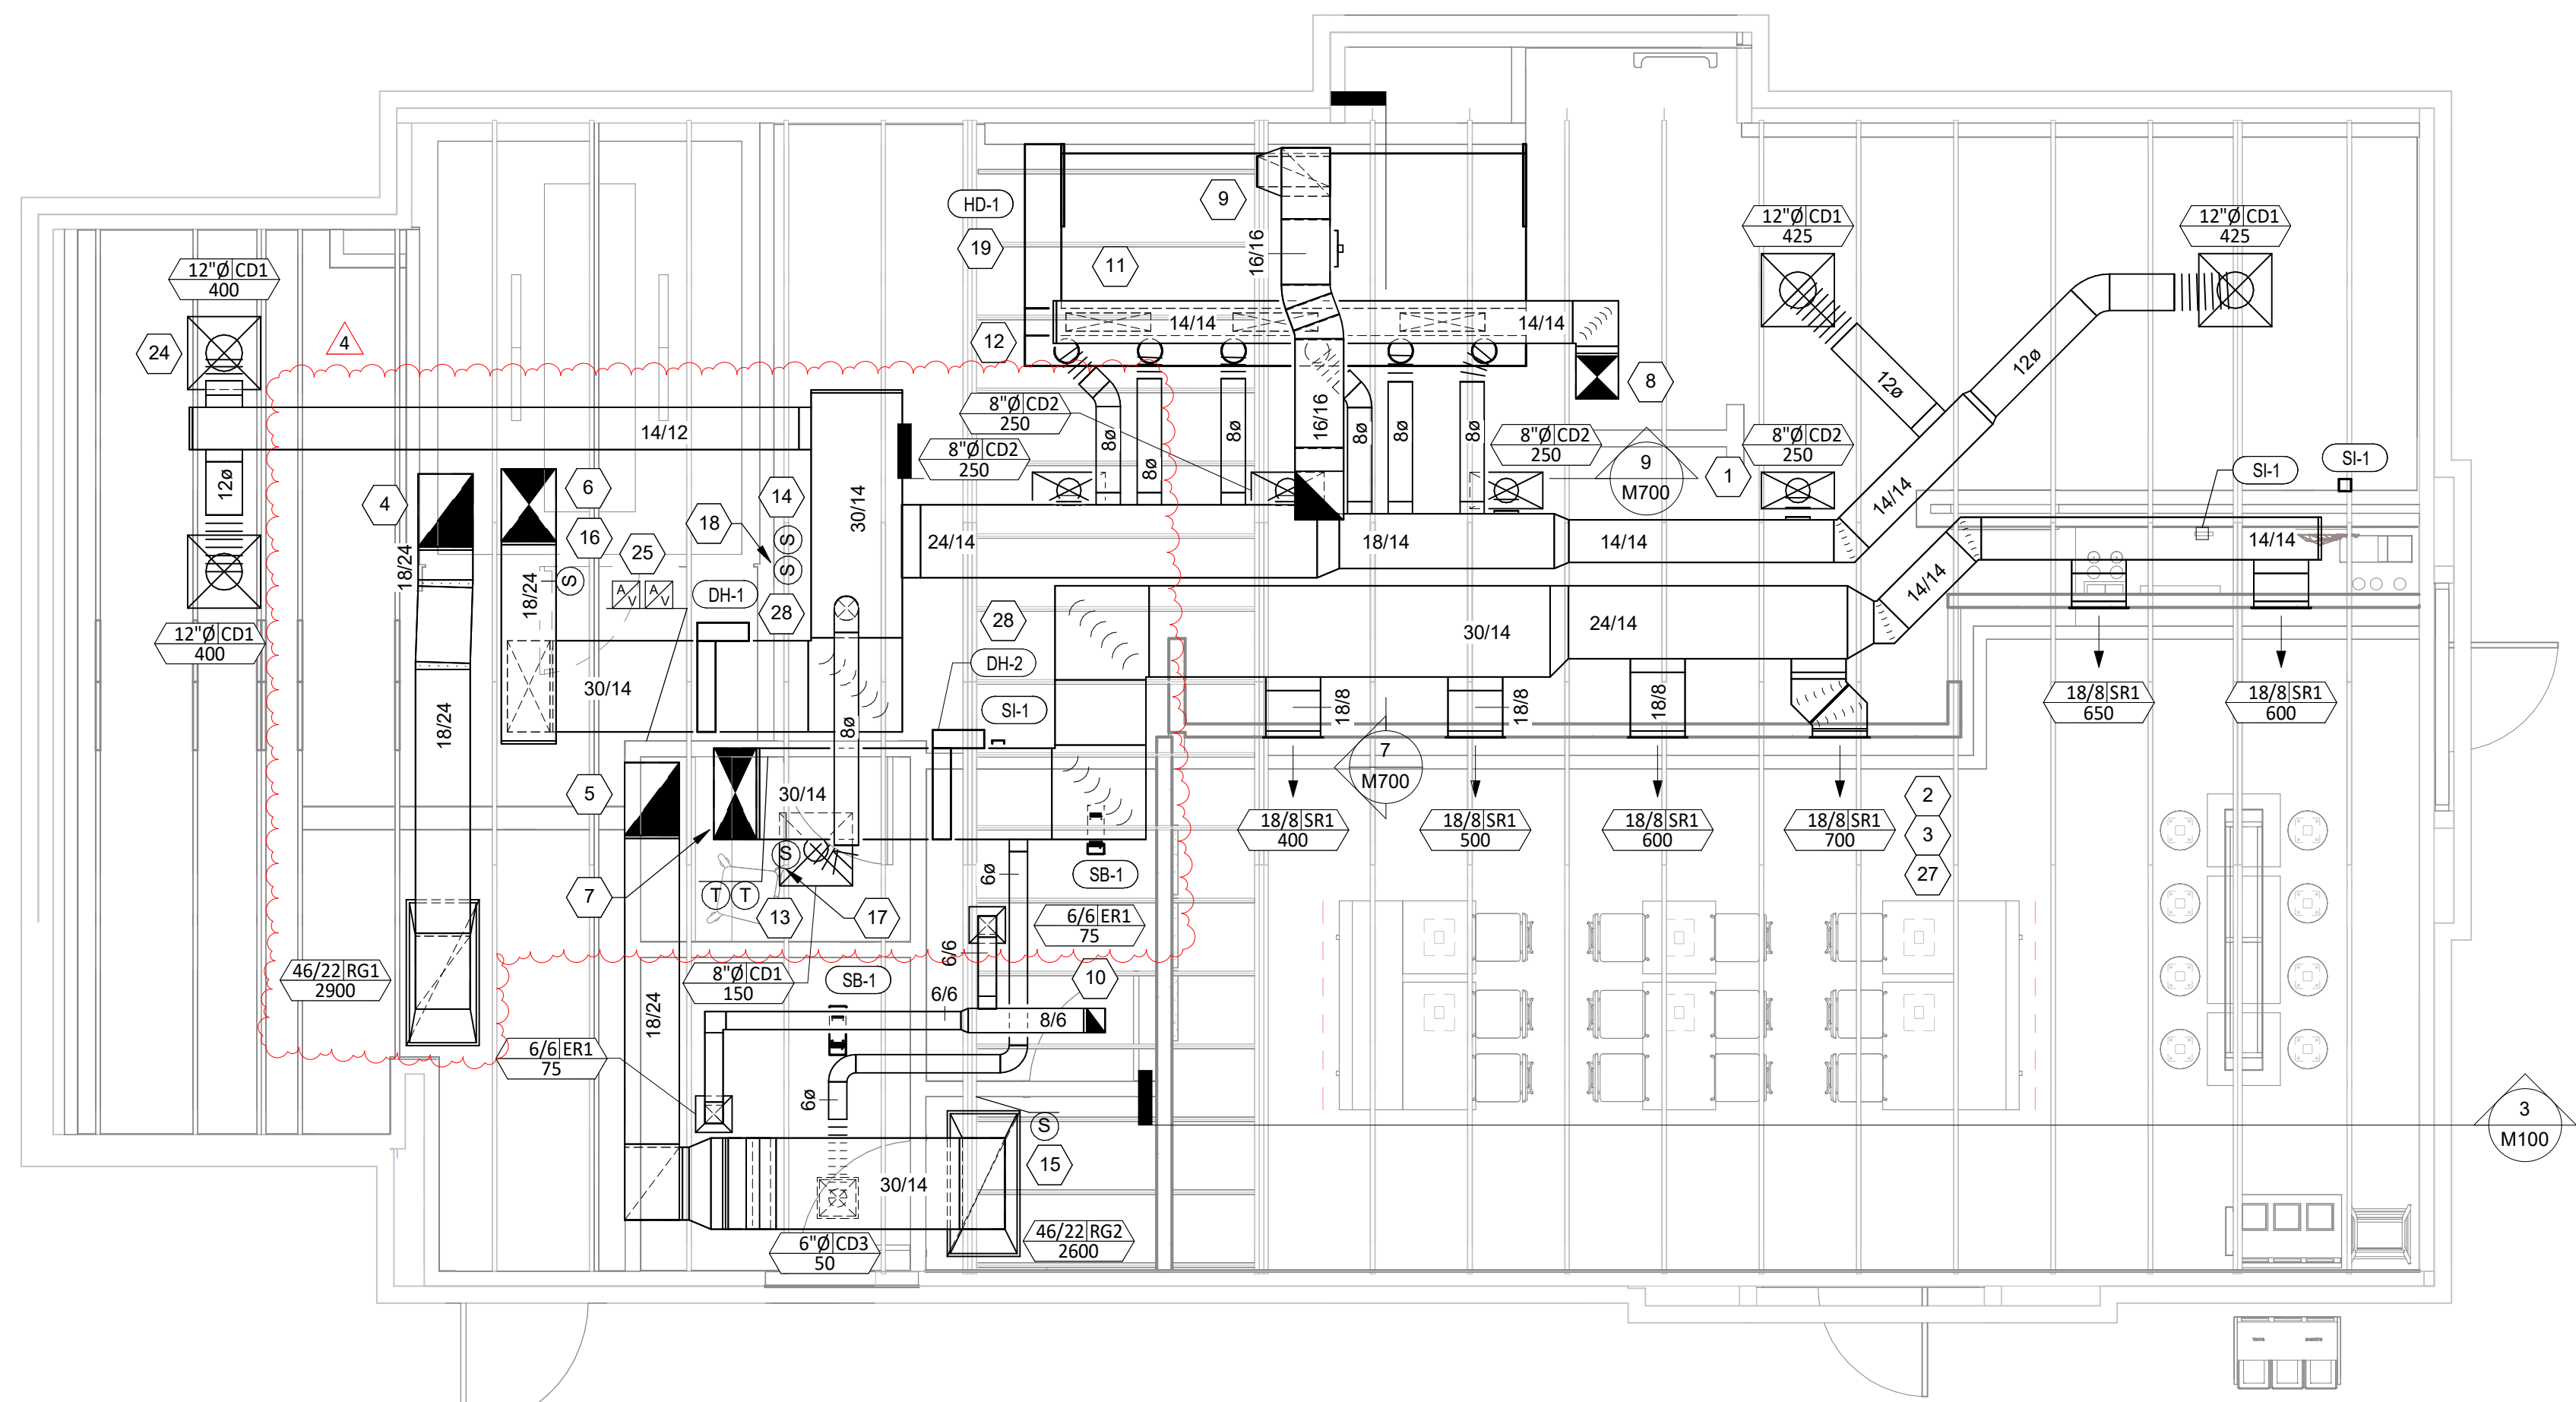 HD-1
9
19
16/16
11
12"Ø CD1
425
12"Ø CD1
425
12"Ø CD1
400
4
24
12
14/14
14/14
8
12ø
12ø
8"Ø CD2
250
8"Ø CD2
250
8"Ø CD2
250
8"Ø CD2
250
14/12
8ø
8ø
8ø
16/16
8ø
8ø
8ø
9
M700
1
SI-1
SI-1
12ø
4
6
14
18
16
25
S
S
S
A
V
A
V
30/14
24/14
18/14
14/14
14/14
14/14
14/14
18/24
18/24
DH-1
28
28
12"Ø CD1
400
DH-2
SI-1
30/14
24/14
30/14
18/24
8ø
18/8
18/8
18/8
18/8 SR1
650
18/8 SR1
600
7
M700
5
30/14
2
3
27
18/8 SR1
400
18/8 SR1
500
18/8 SR1
600
18/8 SR1
700
S
SB-1
6ø
7
T
T
13
17
6/6 ER1
75
6/6
46/22 RG1
2900
8"Ø CD1
150
SB-1
10
6/6
8/6
18/24
6/6 ER1
75
6ø
S
15
3
M100
30/14
46/22 RG2
2600
6"Ø CD3
50